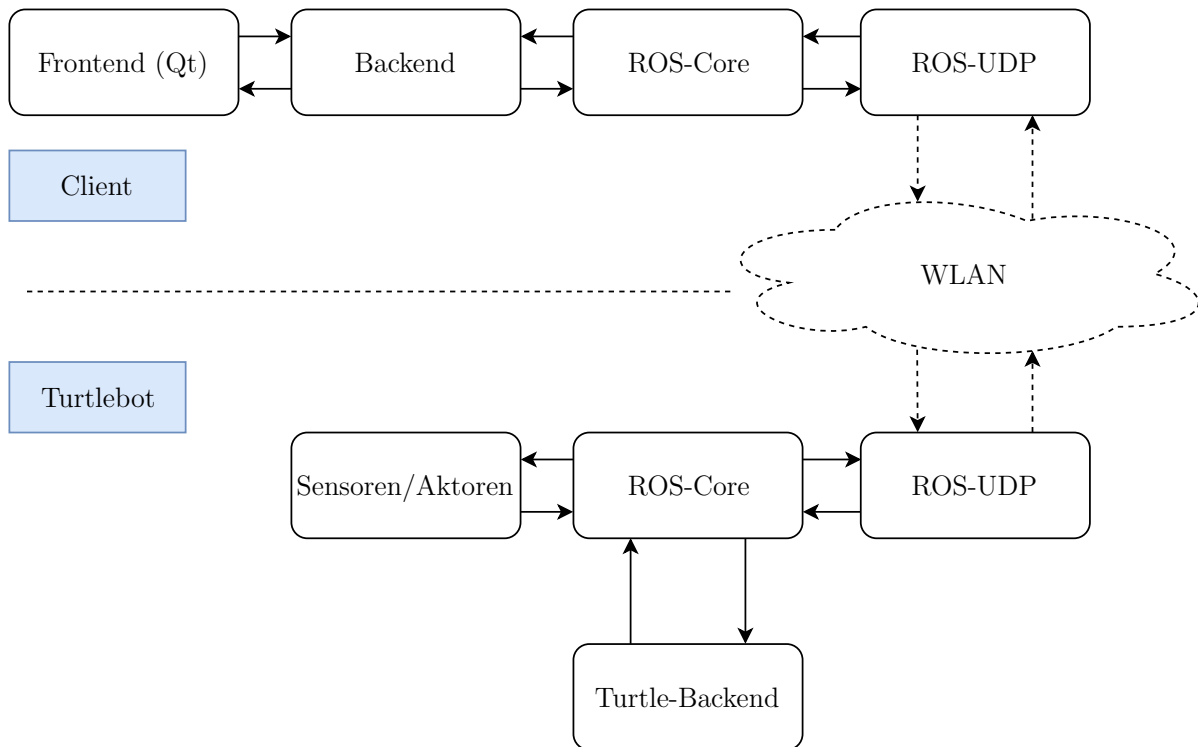 Frontend (Qt)
Backend
ROS-Core
ROS-UDP
Client
WLAN
Turtlebot
Sensoren/Aktoren
ROS-Core
ROS-UDP
Turtle-Backend